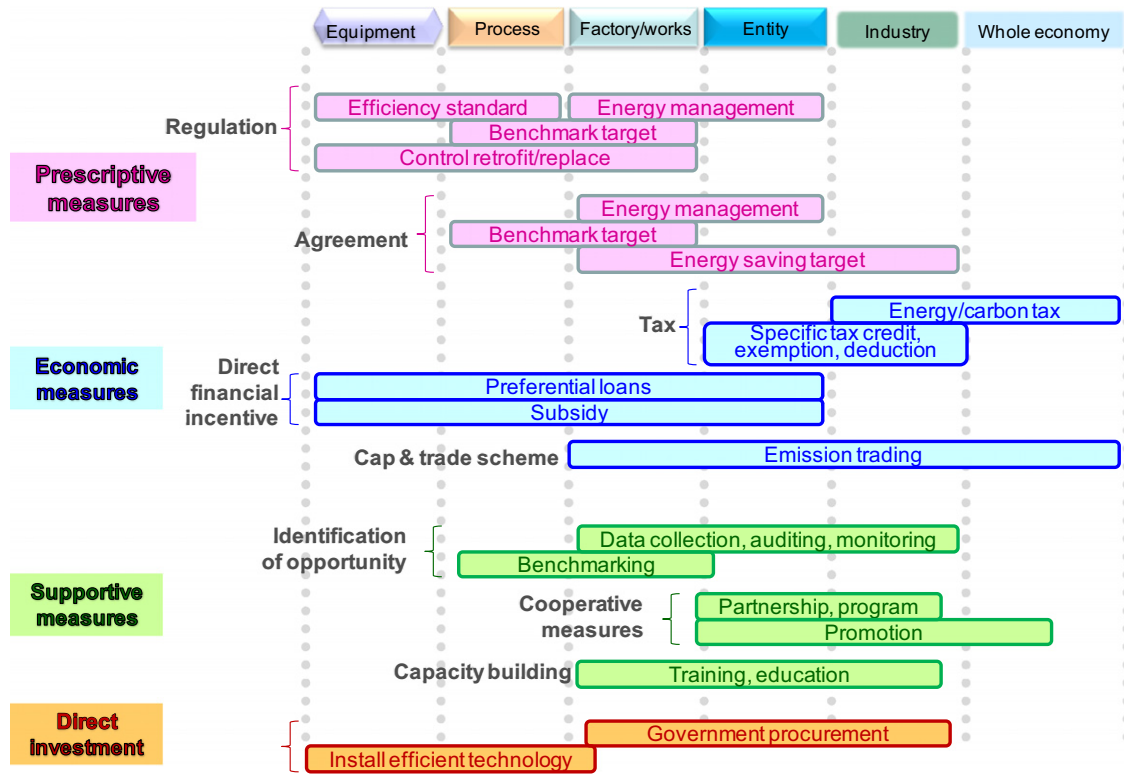 Equipment
Process
Factory/works
Entity
Industry
Whole economy
Prescriptive
measures
Regulation
Efficiency standard
Energy management
Benchmark target
Control retrofit/replace
Agreement
Energy management
Benchmark target
Energy saving target
Economic
measures
Tax
Energy/carbon tax
Specific tax credit,
exemption, deduction
Direct
financial
incentive
Preferential loans
Subsidy
Cap & trade scheme
Emission trading
Supportive
measures
Identification
of opportunity
Data collection, auditing, monitoring
Benchmarking
Cooperative
measures
Partnership, program
Promotion
Capacity building
Training, education
Direct
investment
Government procurement
Install efficient technology